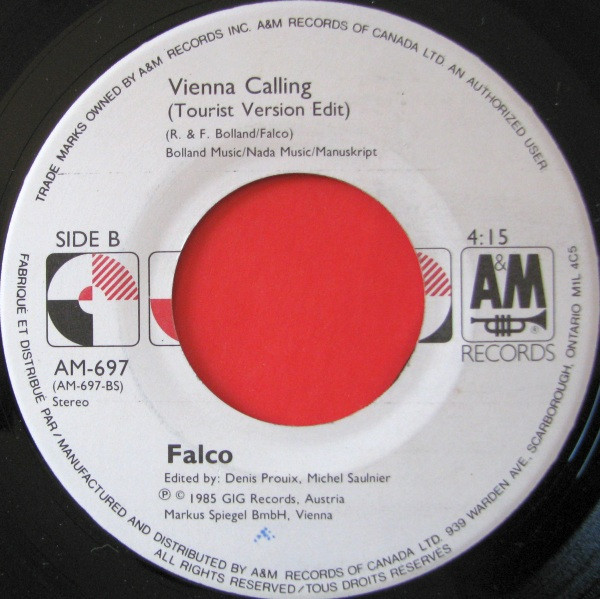 TRADE MARKS OWNED BY A&M RECORDS INC. A&M RECORDS OF CANADA LTD AN AUTHORIZED USER
Vienna Calling
(Tourist Version Edit)
(R. & F. Bolland/Falco)
Bolland Music/Nada Music/Manuskript
SIDE B
4:15
A&M
®
RECORDS
AM-697
(AM-697-BS)
Stereo
Falco
Edited by: Denis Prouix, Michel Saulnier
℗ © 1985 GIG Records, Austria
Markus Spiegel BmbH, Vienna
FABRIQUÉ ET DISTRIBUÉ PAR/MANUFACTURED AND DISTRIBUTED BY A&M RECORDS OF CANADA LTD. 939 WARDEN AVE, SCARBOROUGH, ONTARIO M1L 4C5
ALL RIGHTS RESERVED/TOUS DROITS RESERVÉS